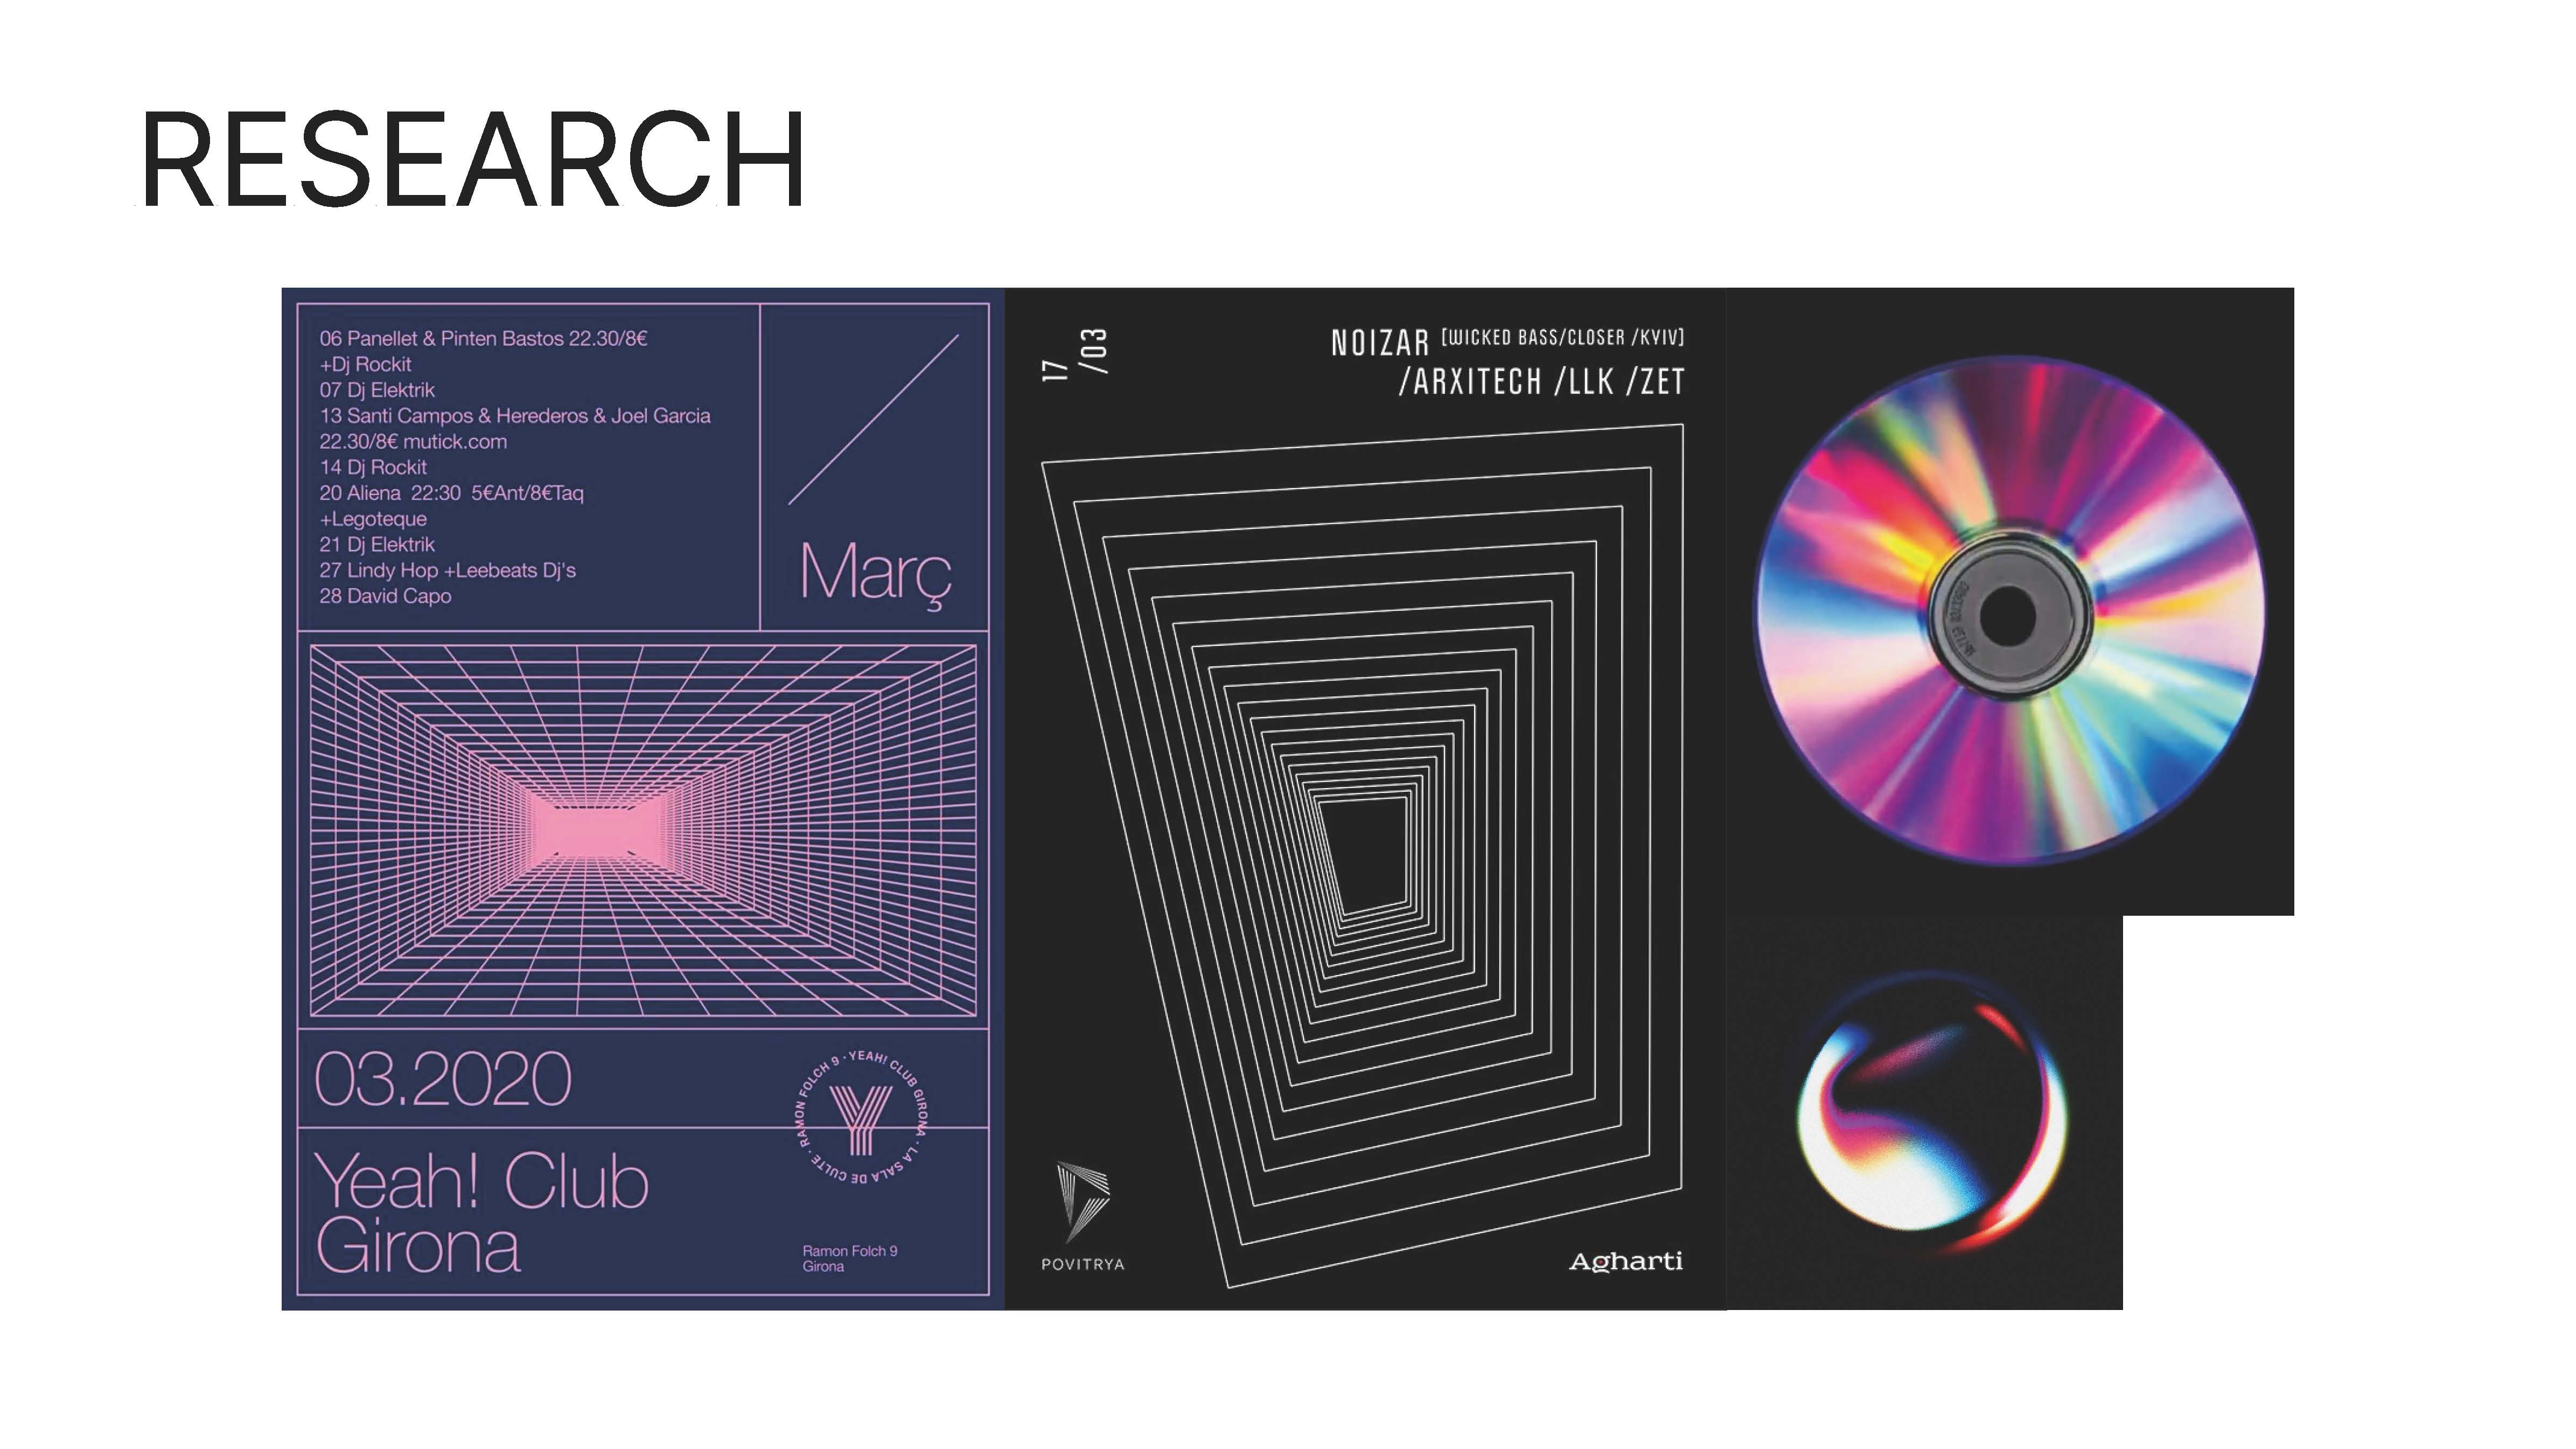 RESEARCH
06 Panellet & Pinten Bastos 22.30/8€
+Dj Rockit
07 Dj Elektrik
13 Santi Campos & Herederos & Joel Garcia
22.30/8€ mutick.com
14 Dj Rockit
20 Aliena 22:30 5€Ant/8€Taq
+Legoteque
21 Dj Elektrik
27 Lindy Hop +Leebeats Dj's
28 David Capo
Març
03.2020
RAMON FOLCH 9 · YEAH! CLUB GIRONA · LA SALA DE CULTE ·
Y
Yeah! Club
Girona
Ramon Folch 9
Girona
17
/03
NOIZAR [WICKED BASS/CLOSER /KYIV]
/ARXITECH /LLK /ZET
POVITRYA
Agharti